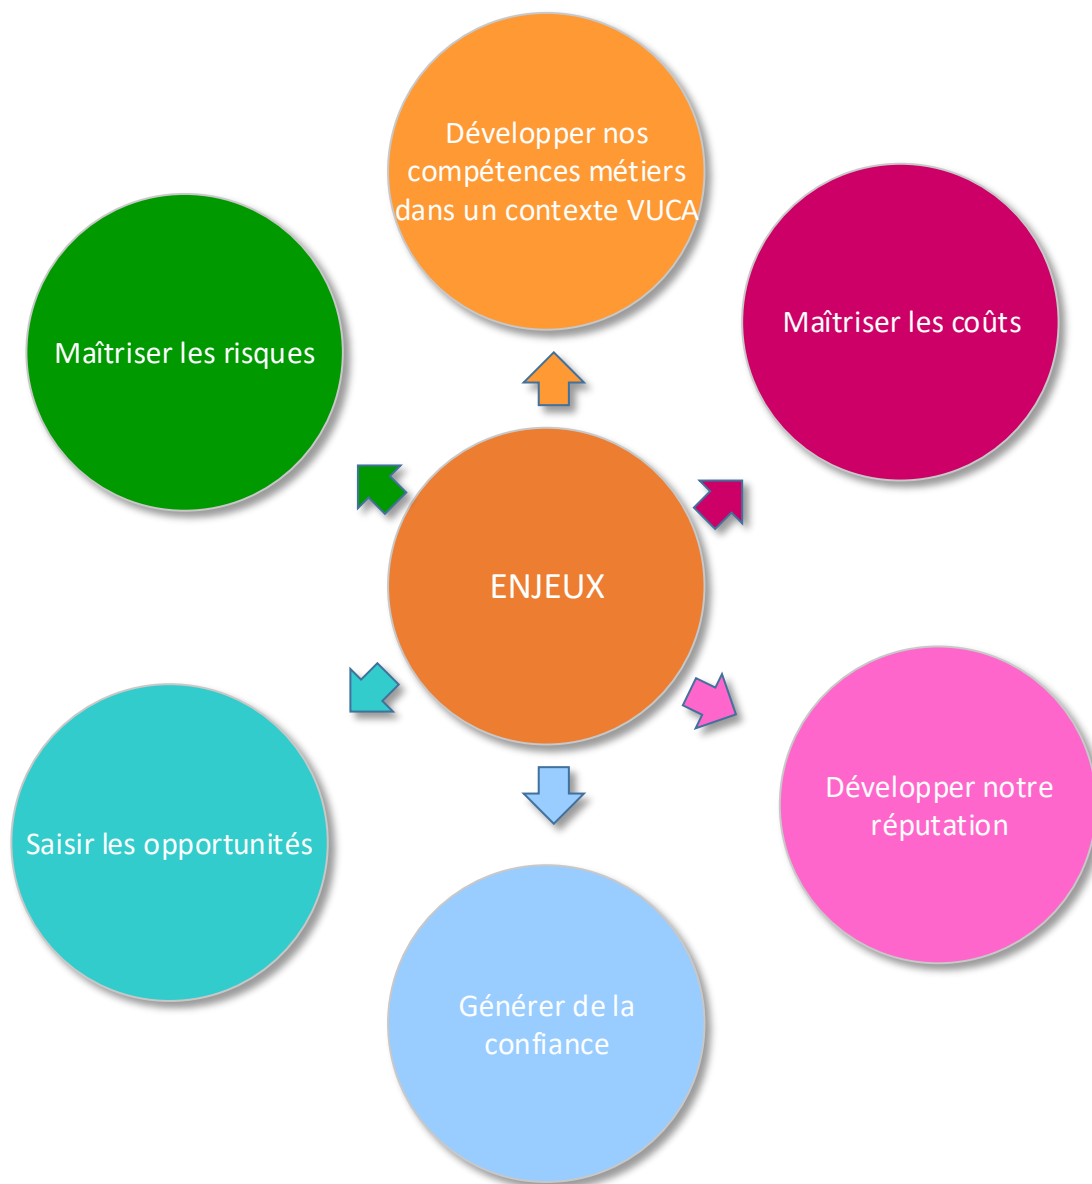 Développer nos
compétences métiers
dans un contexte VUCA
Maîtriser les coûts
Maîtriser les risques
ENJEUX
Développer notre
réputation
Saisir les opportunités
Générer de la
confiance